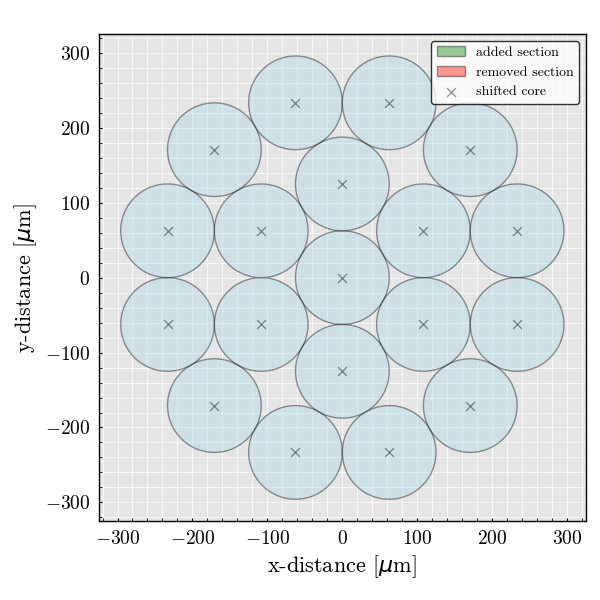 added section
removed section
shifted core
300
200
100
0
−100
−200
−300
y-distance [μm]
−300 −200 −100 0 100 200 300
x-distance [μm]